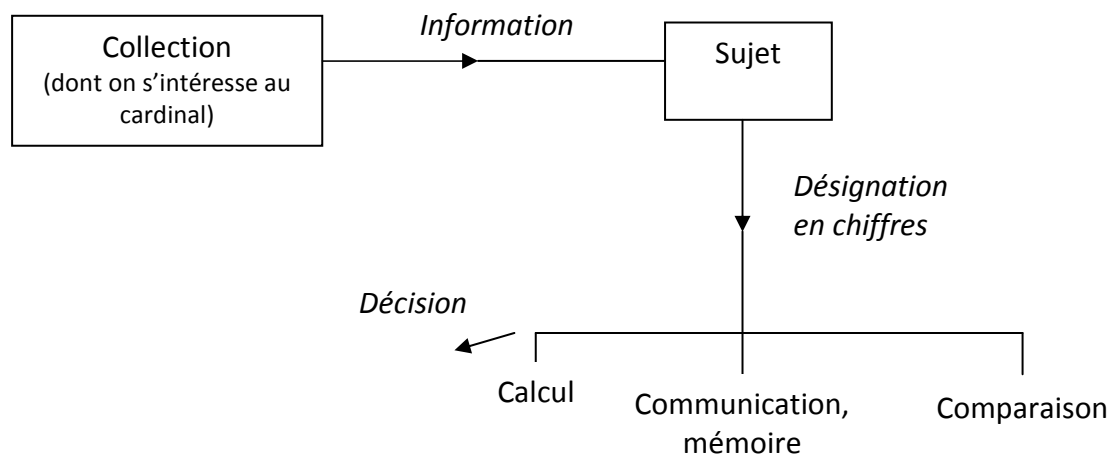 Information
Collection
(dont on s’intéresse au
cardinal)
Sujet
Désignation
en chiffres
Décision
Calcul
Communication,
mémoire
Comparaison